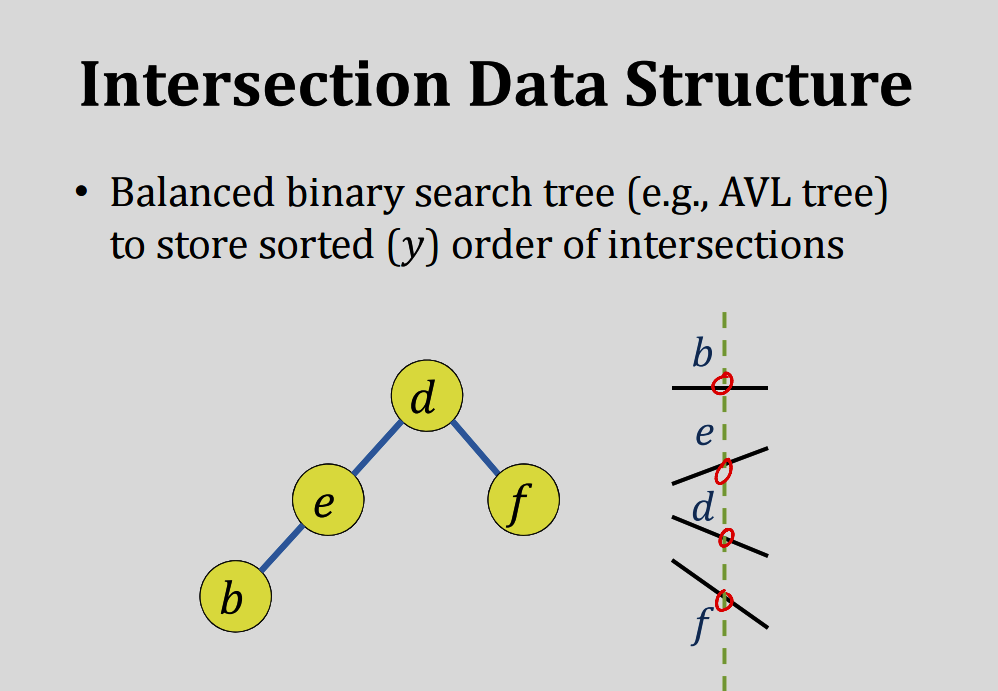 Intersection Data Structure
• Balanced binary search tree (e.g., AVL tree)
to store sorted (y) order of intersections
d
e
f
b
b
e
d
f